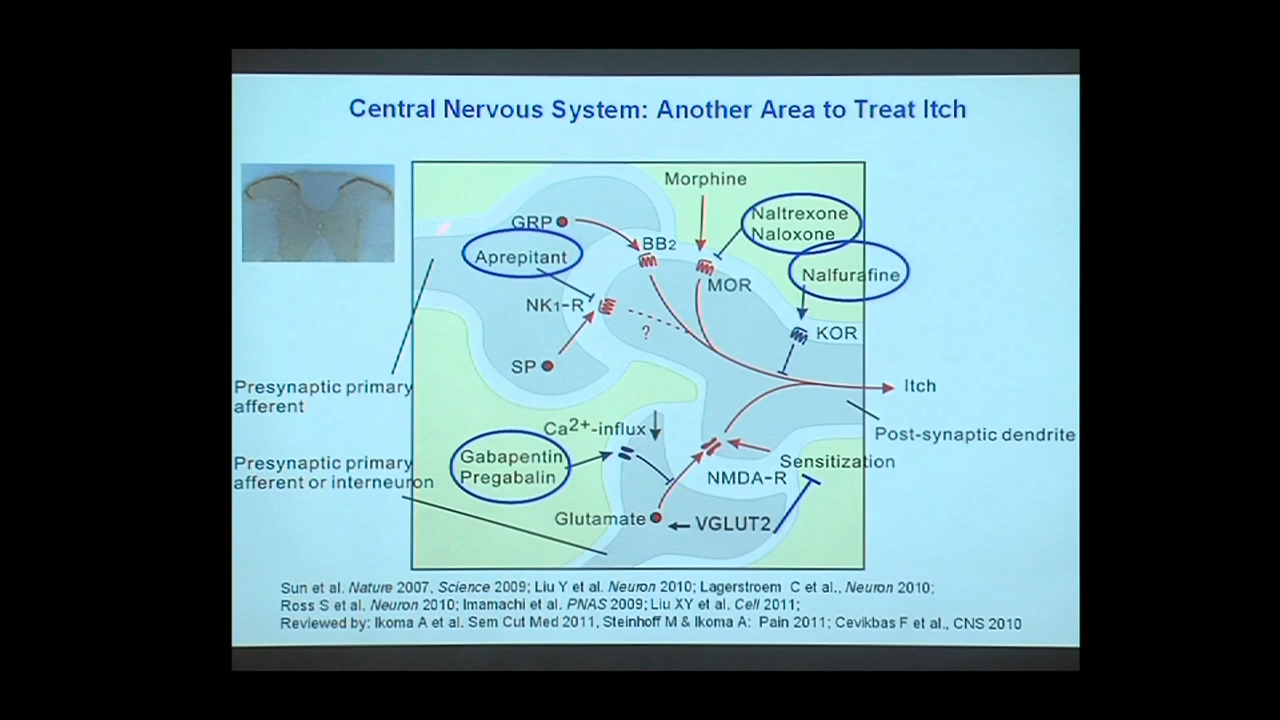 Central Nervous System: Another Area to Treat Itch
Morphine
GRP
Naltrexone
Naloxone
BB2
Aprepitant
Nalfurafine
MOR
NK1-R
?
KOR
SP
Itch
Presynaptic primary
afferent
Ca2+-influx
Post-synaptic dendrite
Gabapentin
Pregabalin
Presynaptic primary
afferent or interneuron
Sensitization
NMDA-R
Glutamate
VGLUT2
Sun et al. Nature 2007, Science 2009; Liu Y et al. Neuron 2010; Lagerstroem C et al., Neuron 2010;
Ross S et al. Neuron 2010; Imamachi et al. PNAS 2009; Liu XY et al. Cell 2011;
Reviewed by: Ikoma A et al. Sem Cut Med 2011, Steinhoff M & Ikoma A: Pain 2011; Cevikbas F et al., CNS 2010